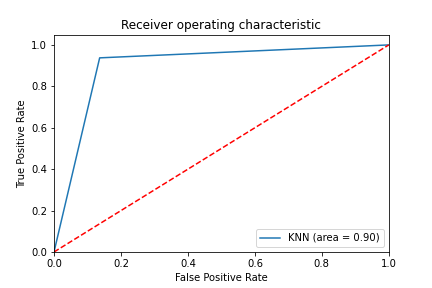 Receiver operating characteristic
1.0
0.8
0.6
0.4
0.2
0.0
True Positive Rate
KNN (area = 0.90)
0.0 0.2 0.4 0.6 0.8 1.0
False Positive Rate